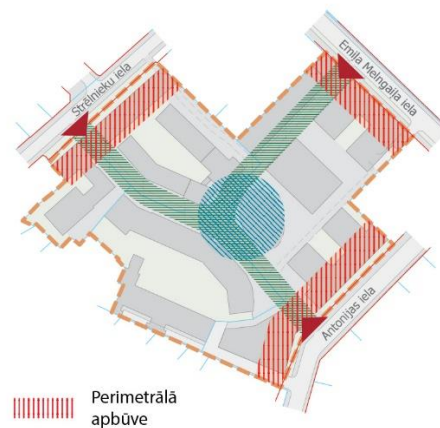 Strēlnieku iela
Emiļa Melngaiļa iela
Antonijas iela
Perimetrālā
apbūve